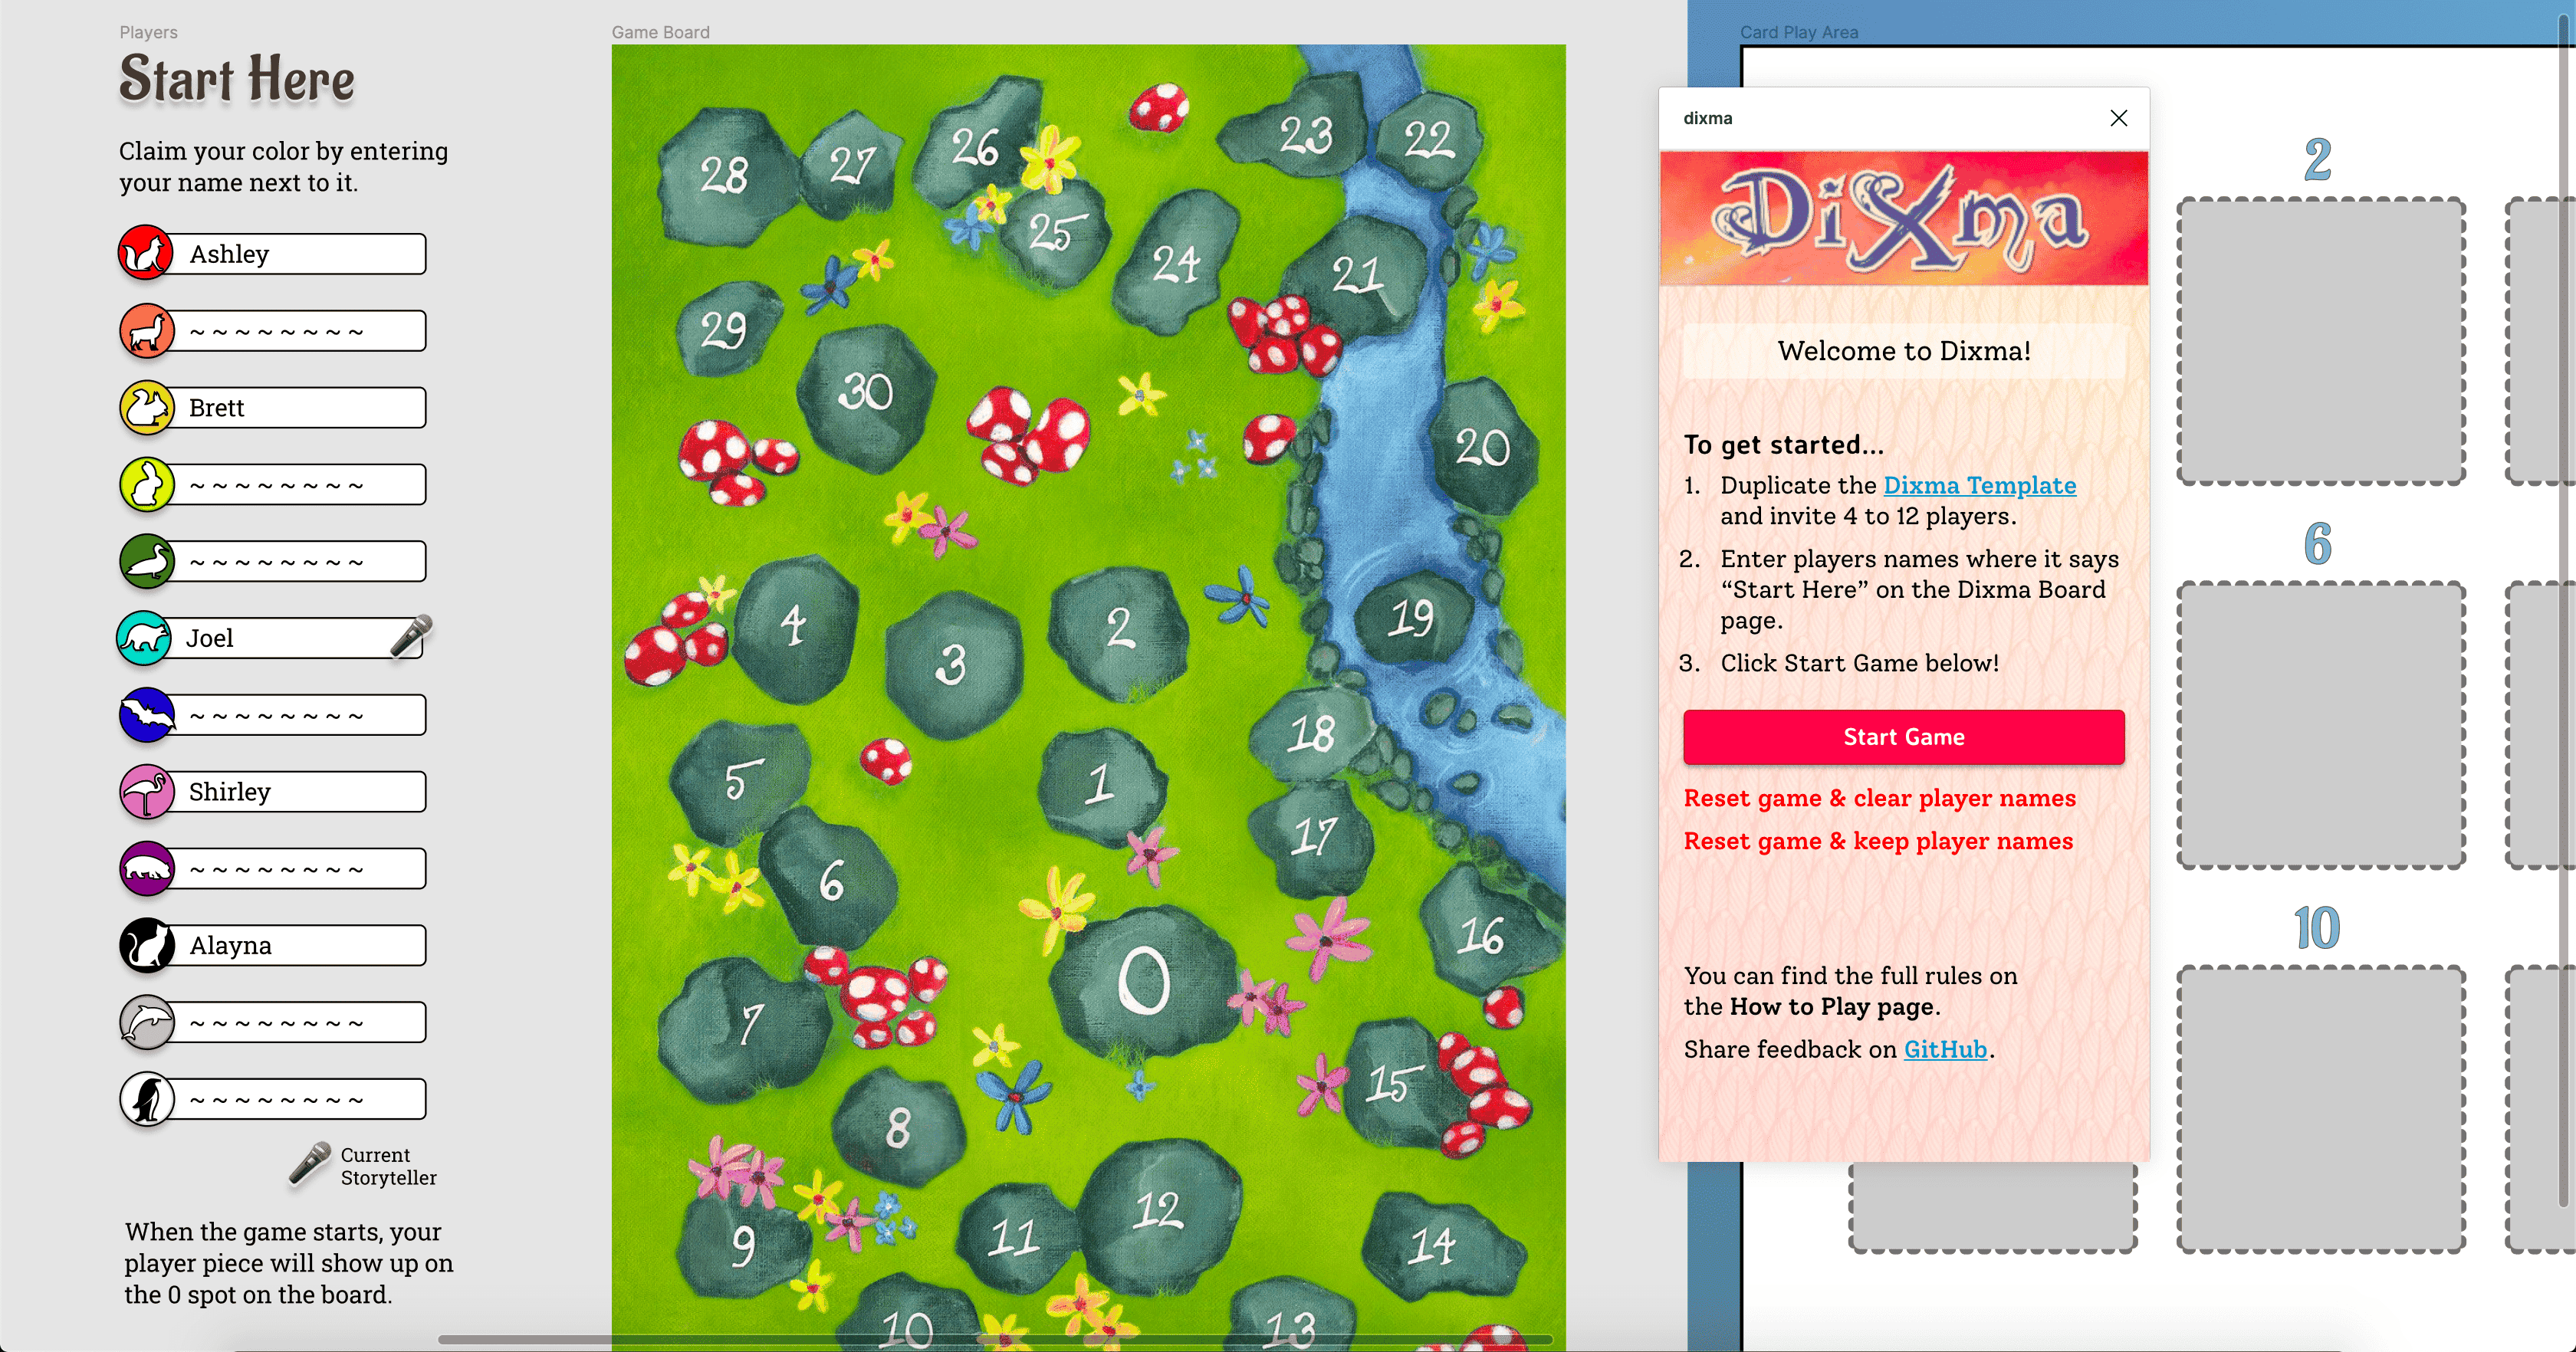 Players
Start Here
Claim your color by entering
your name next to it.
Ashley
~ ~ ~ ~ ~ ~ ~ ~
Brett
~ ~ ~ ~ ~ ~ ~ ~
~ ~ ~ ~ ~ ~ ~ ~
Joel
~ ~ ~ ~ ~ ~ ~ ~
Shirley
~ ~ ~ ~ ~ ~ ~ ~
Alayna
~ ~ ~ ~ ~ ~ ~ ~
~ ~ ~ ~ ~ ~ ~ ~
Current
Storyteller
When the game starts, your
player piece will show up on
the 0 spot on the board.
Game Board
28
27
26
23
22
25
24
21
29
30
20
4
3
2
19
18
5
1
17
6
16
0
7
15
8
12
11
9
14
10
13
Card Play Area
dixma
DiXma
Welcome to Dixma!
To get started...
1. Duplicate the Dixma Template
and invite 4 to 12 players.
2. Enter players names where it says
“Start Here” on the Dixma Board
page.
3. Click Start Game below!
Start Game
Reset game & clear player names
Reset game & keep player names
You can find the full rules on
the How to Play page.
Share feedback on GitHub.
2
6
10